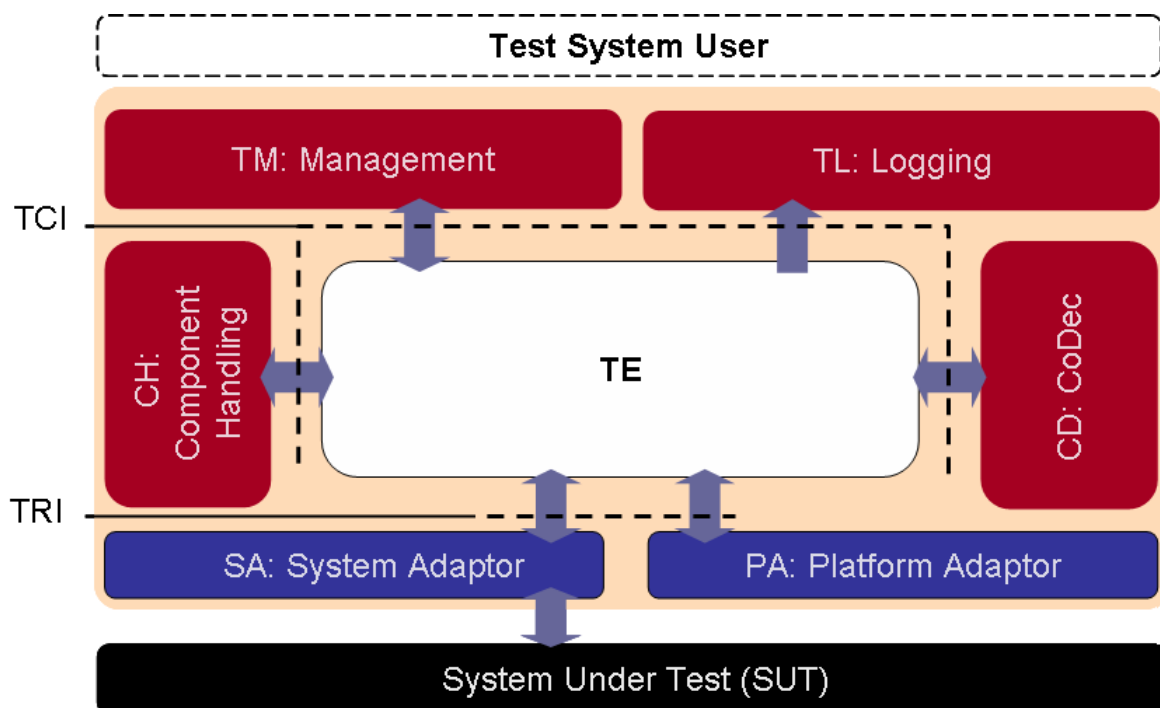 Test System User
TM: Management
TL: Logging
TCI
CH:
Component
Handling
TE
CD: CoDec
TRI
SA: System Adaptor
PA: Platform Adaptor
System Under Test (SUT)